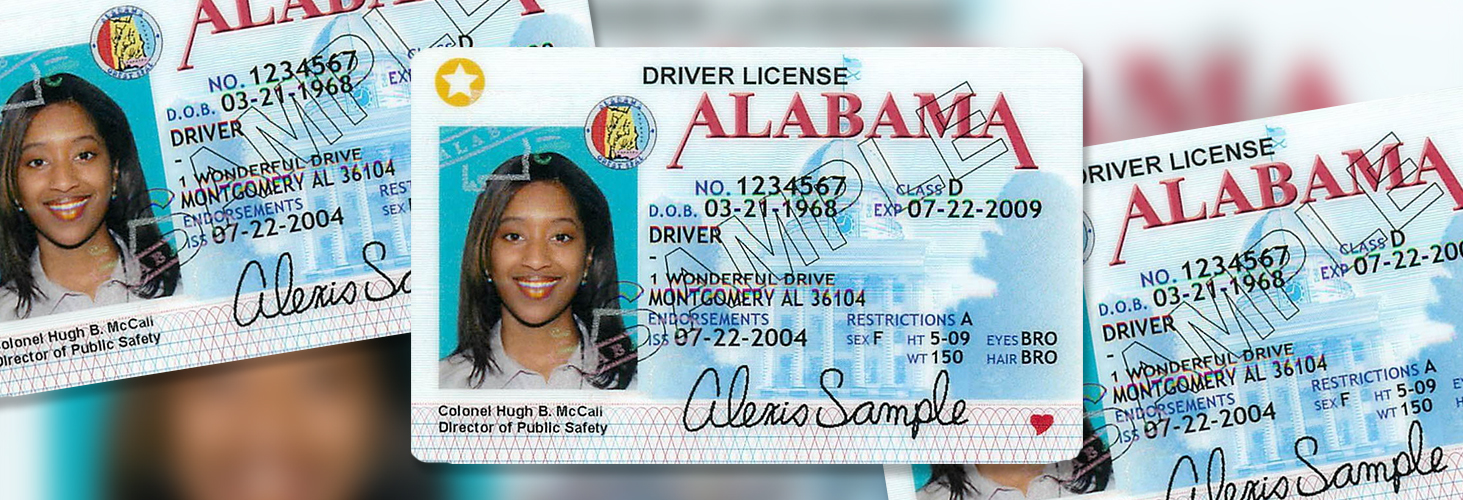 NO. 1234567
D.O.B. 03-21-1968 EXP
DRIVER
-
1 WONDERFUL DRIVE
MONTGOMERY AL 36104
ENDORSEMENTS REST
ISS 07-22-2004 SEX
Alexis Sa
Colonel Hugh B. McCall
Director of Public Safety
SAMPLE
DRIVER LICENSE
ALABAMA
ALABAMA
GREAT SEAL
NO. 1234567 CLASS D
D.O.B. 03-21-1968 EXP 07-22-2009
DRIVER
-
1 WONDERFUL DRIVE
MONTGOMERY AL 36104
ENDORSEMENTS RESTRICTIONS A
ISS 07-22-2004 SEX F HT 5-09 EYES BRO
WT 150 HAIR BRO
Alexis Sample
Colonel Hugh B. McCall
Director of Public Safety
SAMPLE
DRIVER LICENSE
ALABAMA
NO. 1234567 CLASS D
D.O.B. 03-21-1968 EXP 07-22-200
DRIVER
-
1 WONDERFUL DRIVE
MONTGOMERY AL 36104
ENDORSEMENTS RESTRICTIONS A
ISS 07-22-2004 SEX F HT 5-09
WT 150
Alexis Sample
SAMPLE